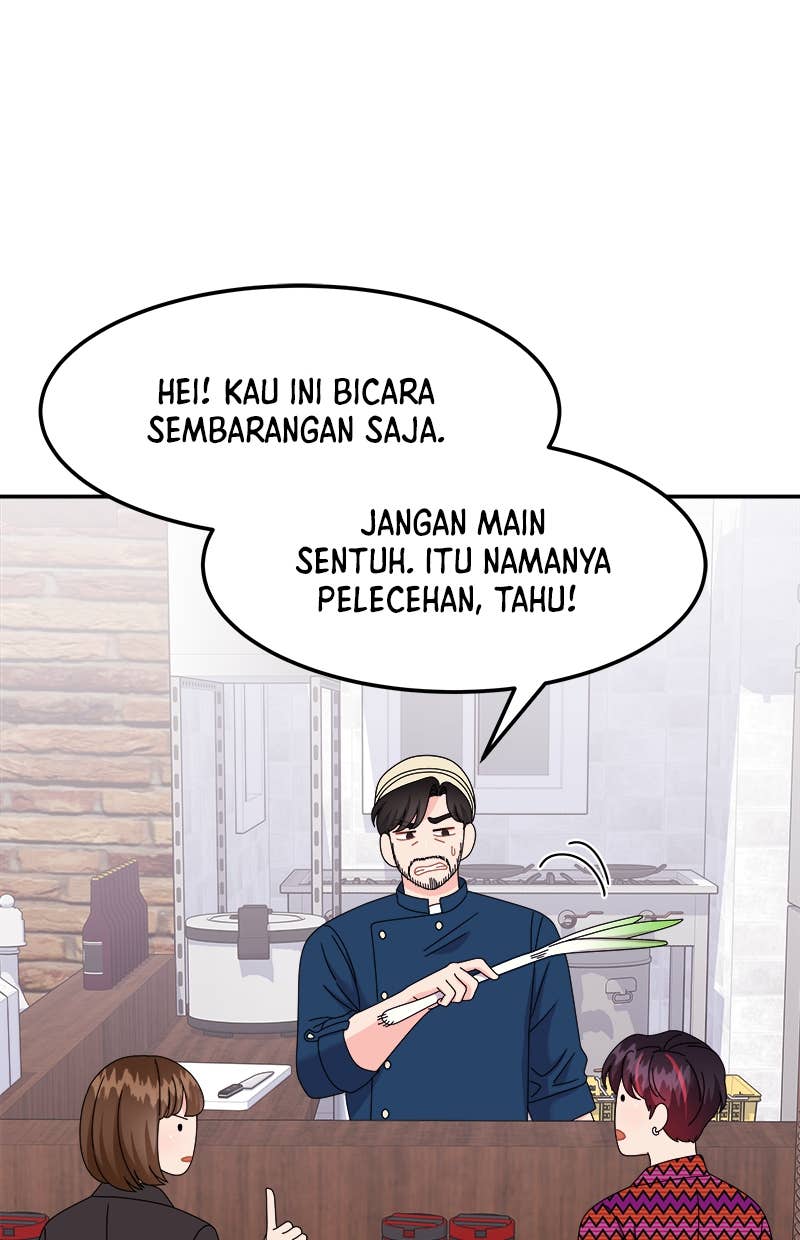 HEI! KAU INI BICARA
SEMBARANGAN SAJA.
JANGAN MAIN
SENTUH. ITU NAMANYA
PELECEHAN, TAHU!